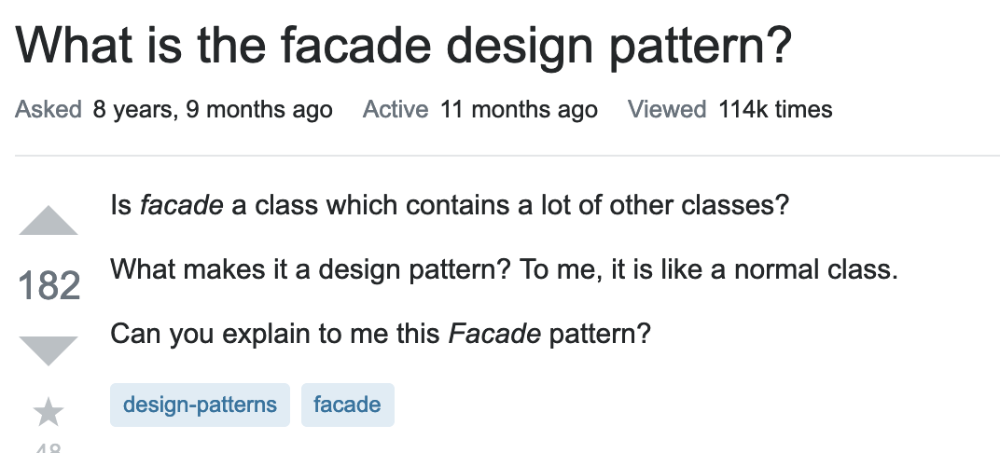 What is the facade design pattern?
Asked 8 years, 9 months ago Active 11 months ago Viewed 114k times
Is facade a class which contains a lot of other classes?
182
What makes it a design pattern? To me, it is like a normal class.
Can you explain to me this Facade pattern?
design-patterns facade
48